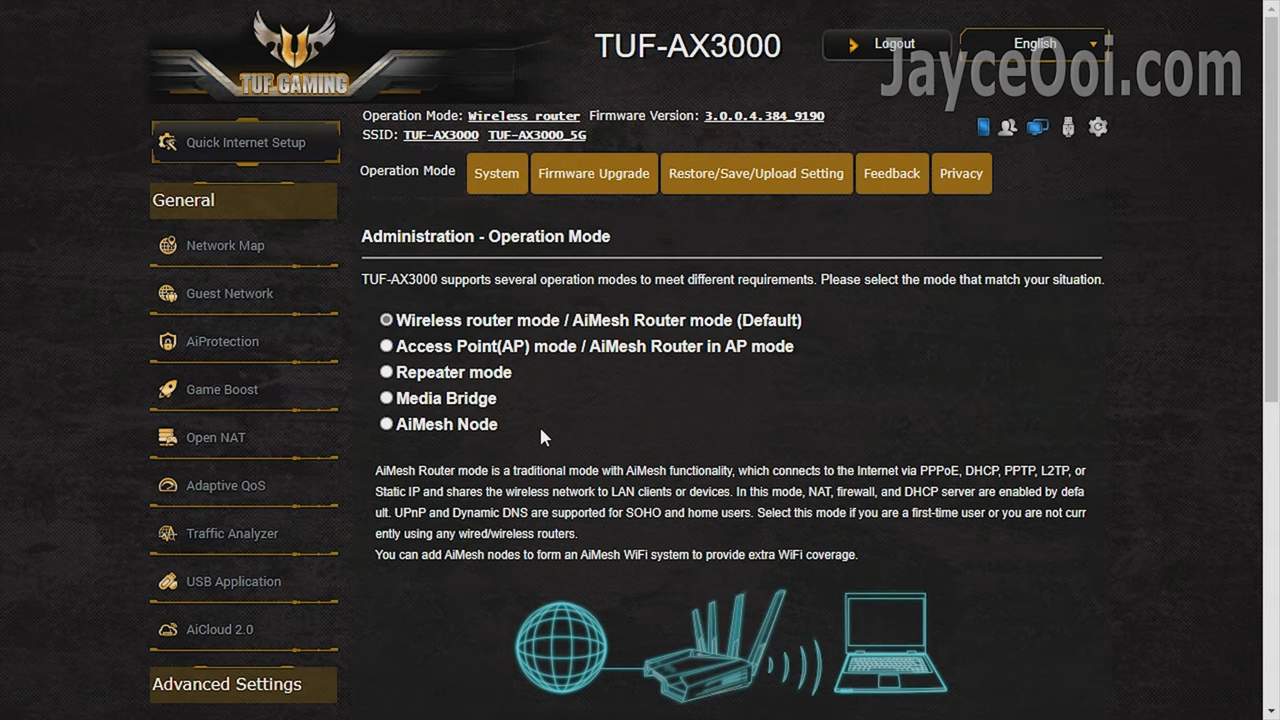 TUF GAMING
TUF-AX3000
Logout
English
JayceOoi.com
Operation Mode: Wireless router Firmware Version: 3.0.0.4.384_9190
SSID: TUF-AX3000 TUF-AX3000_5G
Quick Internet Setup
Operation Mode System Firmware Upgrade Restore/Save/Upload Setting Feedback Privacy
General
Network Map
Guest Network
AiProtection
Game Boost
Open NAT
Adaptive QoS
Traffic Analyzer
USB Application
AiCloud 2.0
Advanced Settings
Administration - Operation Mode
TUF-AX3000 supports several operation modes to meet different requirements. Please select the mode that match your situation.
Wireless router mode / AiMesh Router mode (Default)
Access Point(AP) mode / AiMesh Router in AP mode
Repeater mode
Media Bridge
AiMesh Node
AiMesh Router mode is a traditional mode with AiMesh functionality, which connects to the Internet via PPPoE, DHCP, PPTP, L2TP, or
Static IP and shares the wireless network to LAN clients or devices. In this mode, NAT, firewall, and DHCP server are enabled by defa
ult. UPnP and Dynamic DNS are supported for SOHO and home users. Select this mode if you are a first-time user or you are not curr
ently using any wired/wireless routers.
You can add AiMesh nodes to form an AiMesh WiFi system to provide extra WiFi coverage.